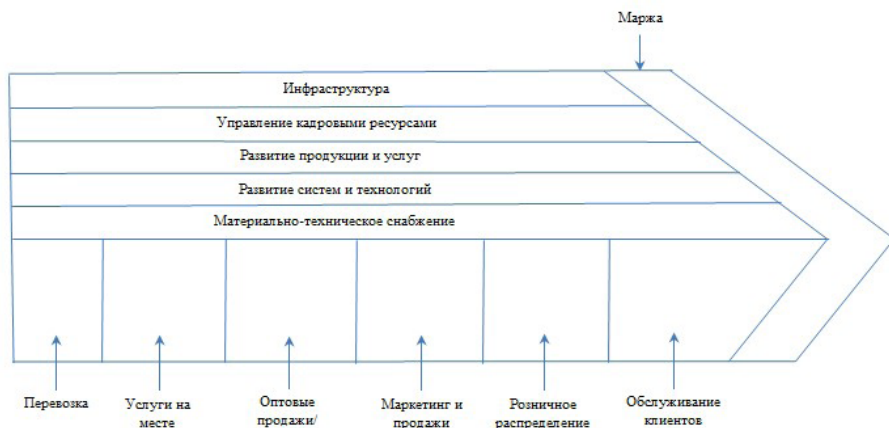 Маржа
Инфраструктура
Управление кадровыми ресурсами
Развитие продукции и услуг
Развитие систем и технологий
Материально-техническое снабжение
Перевозка
Услуги на
месте
Оптовые
продажи/
Маркетинг и
продажи
Розничное
распределение
Обслуживание
клиентов